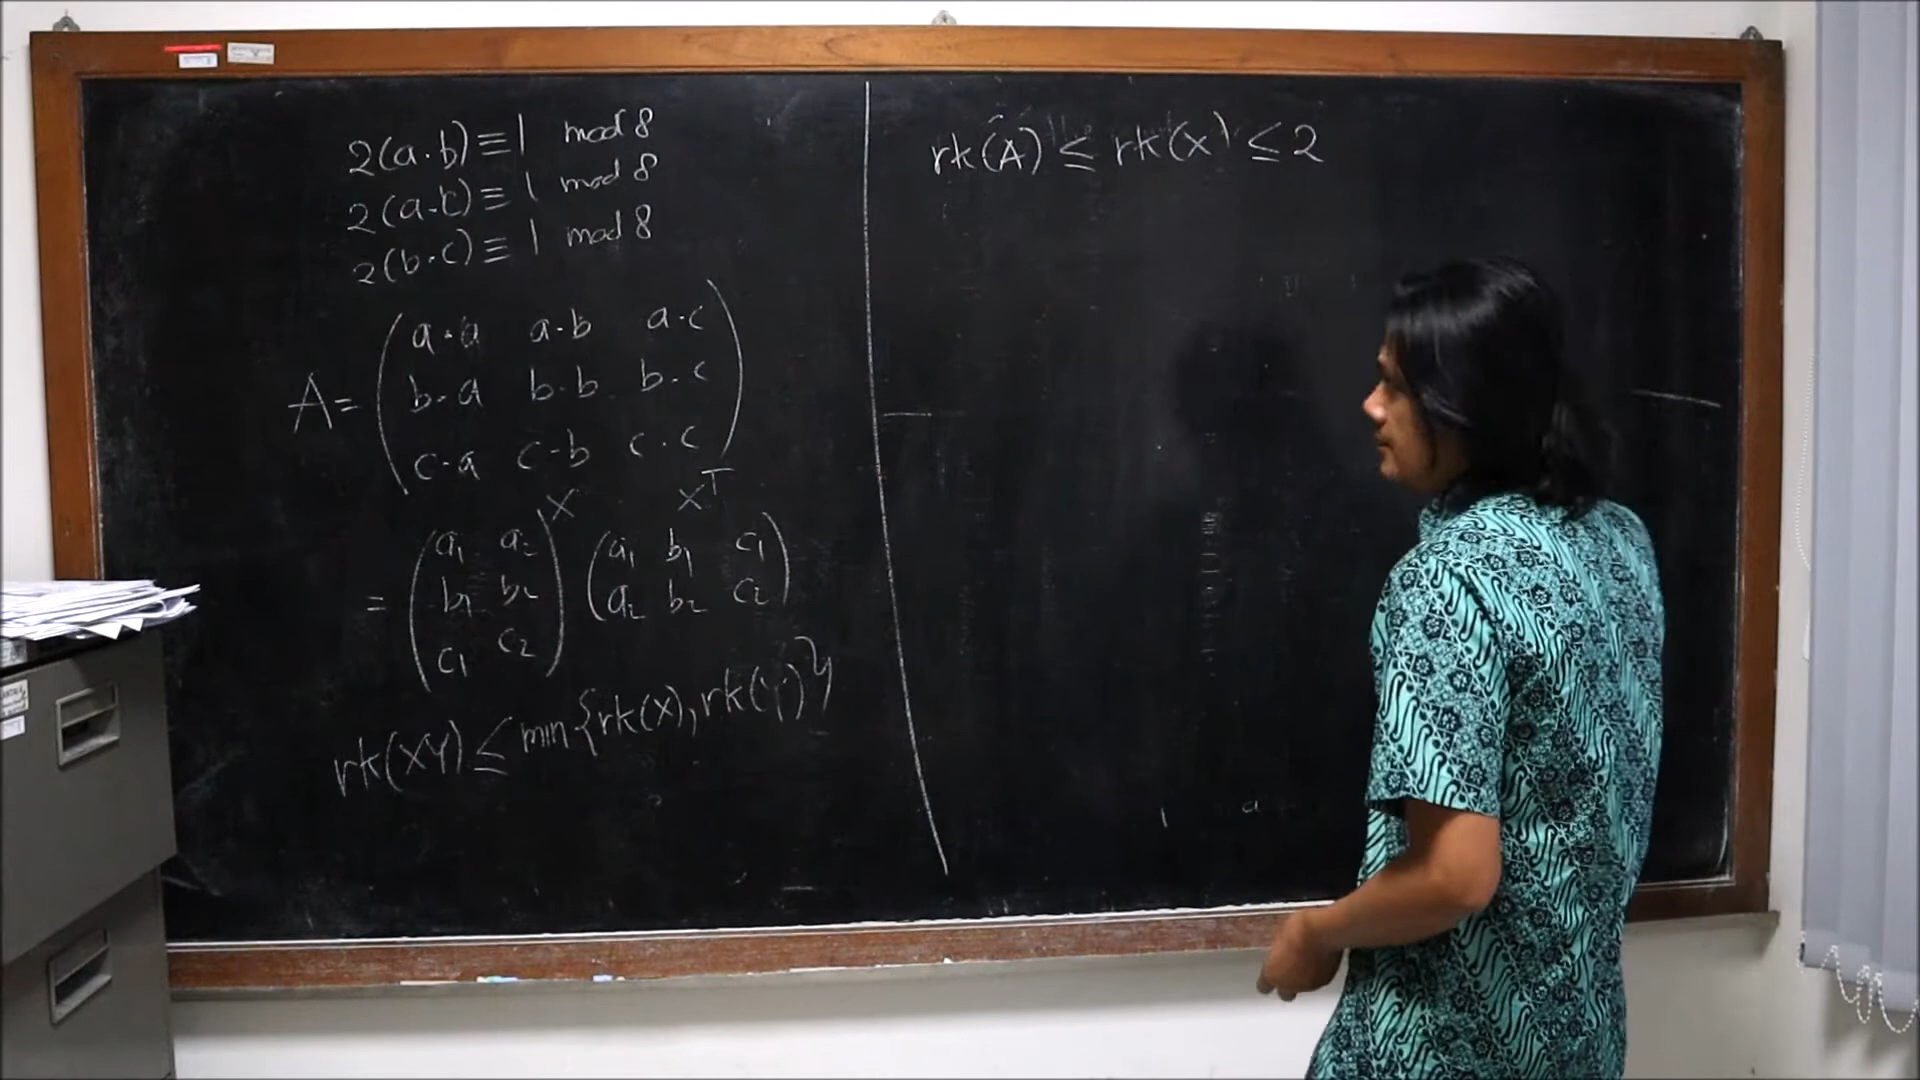 2(a·b)≡1 mod 8
2(a·c)≡1 mod 8
2(b·c)≡1 mod 8
A= (a·a a·b a·c
b·a b·b b·c
c·a c·b c·c)
X X^T
= (a₁ a₂ (a₁ b₁ c₁
b₁ b₂ a₂ b₂ c₂)
c₁ c₂)
rk(XY) ≤ min{rk(X), rk(Y)}
rk(A) ≤ rk(X) ≤ 2